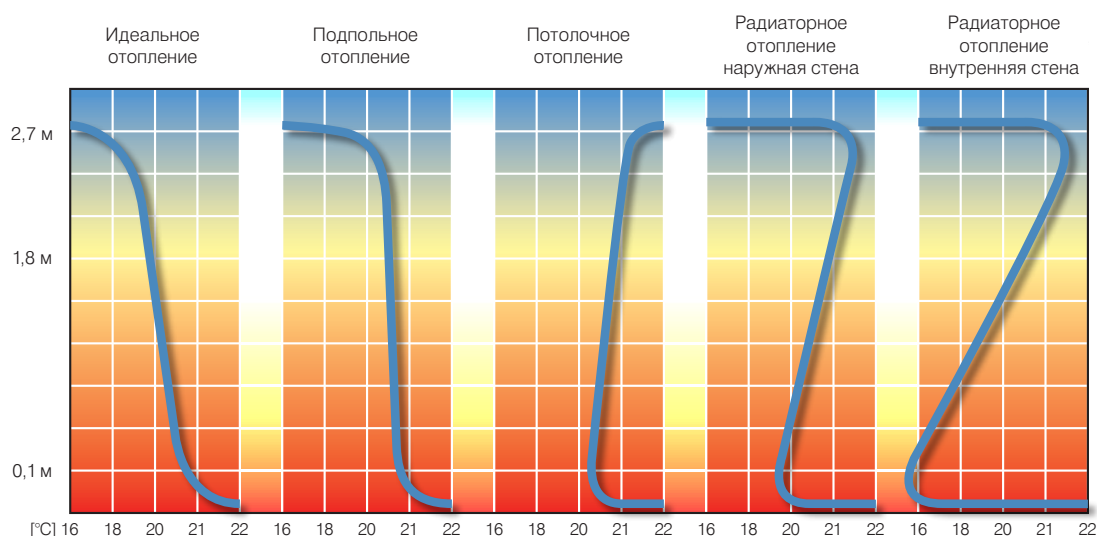 Идеальное
отопление
Подпольное
отопление
Потолочное
отопление
Радиаторное
отопление
наружная стена
Радиаторное
отопление
внутренняя стена
2,7 м
1,8 м
0,1 м
[°C] 16 18 20 21 22 16 18 20 21 22 16 18 20 21 22 16 18 20 21 22 16 18 20 21 22